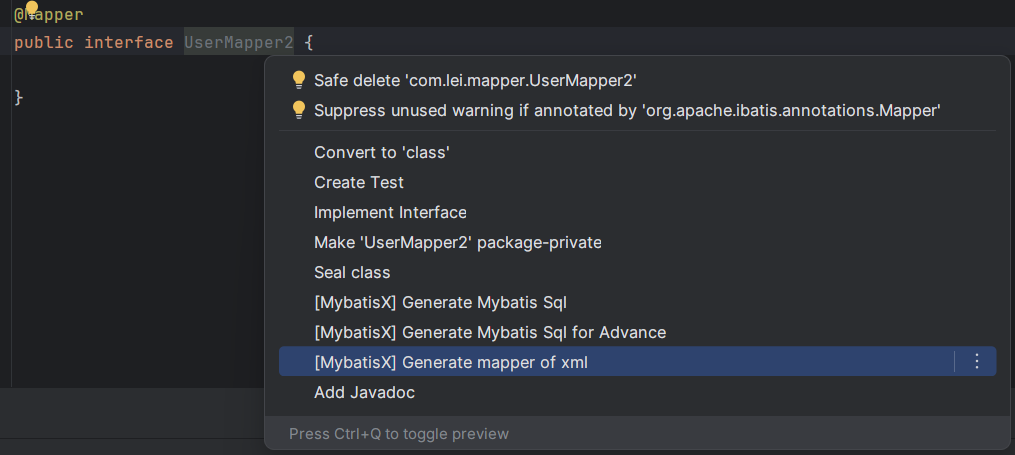 @Mapper
public interface UserMapper2 {
}
Safe delete 'com.lei.mapper.UserMapper2'
Suppress unused warning if annotated by 'org.apache.ibatis.annotations.Mapper'
Convert to 'class'
Create Test
Implement Interface
Make 'UserMapper2' package-private
Seal class
[MybatisX] Generate Mybatis Sql
[MybatisX] Generate Mybatis Sql for Advance
[MybatisX] Generate mapper of xml
Add Javadoc
Press Ctrl+Q to toggle preview